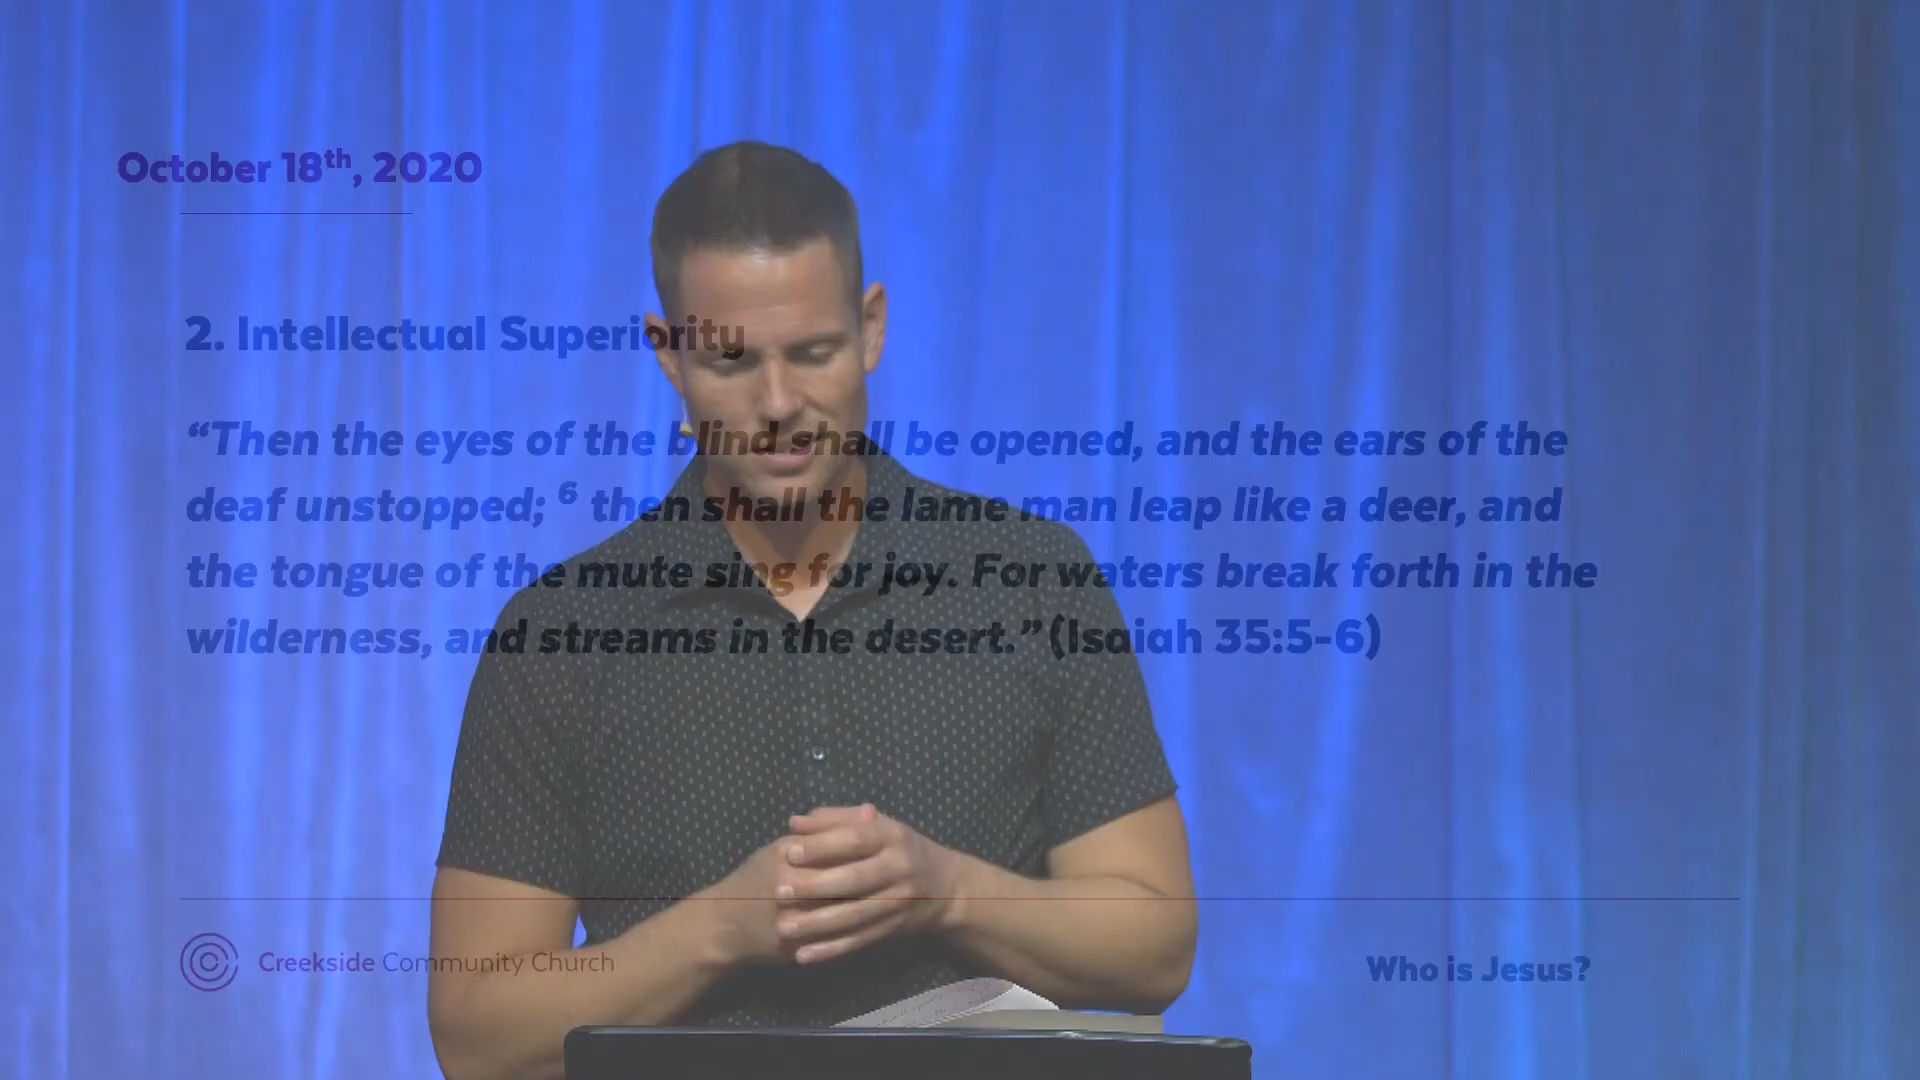 October 18th, 2020
2. Intellectual Superiority
“Then the eyes of the blind shall be opened, and the ears of the
deaf unstopped; 6 then shall the lame man leap like a deer, and
the tongue of the mute sing for joy. For waters break forth in the
wilderness, and streams in the desert.” (Isaiah 35:5-6)
Creekside Community Church
Who is Jesus?